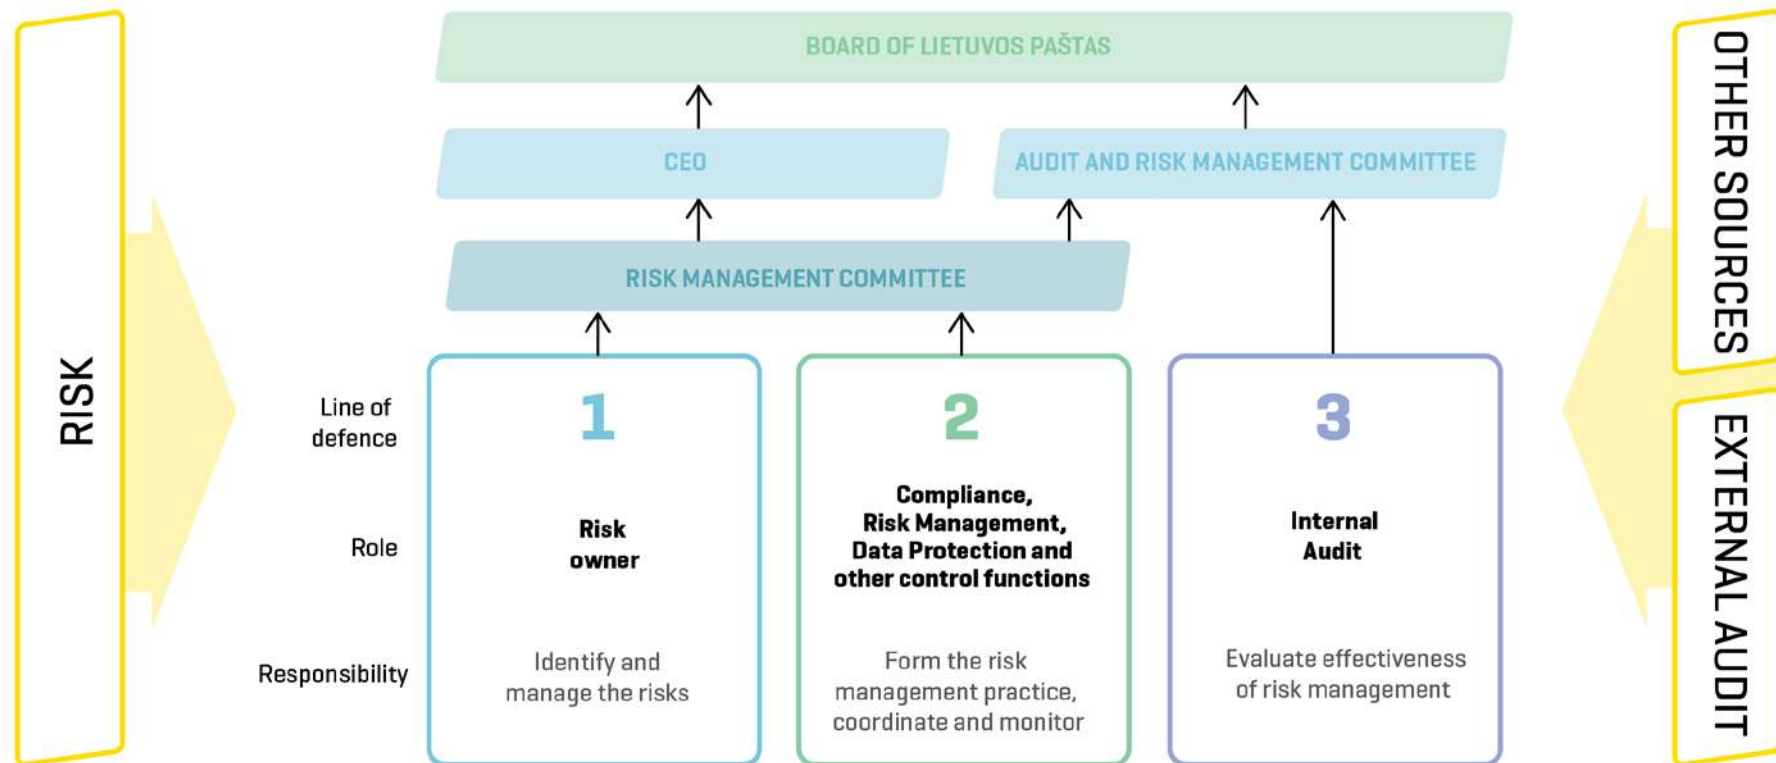 BOARD OF LIETUVOS PAŠTAS
CEO
AUDIT AND RISK MANAGEMENT COMMITTEE
RISK MANAGEMENT COMMITTEE
RISK
Line of
defence
1
2
3
Role
Risk
owner
Compliance,
Risk Management,
Data Protection and
other control functions
Internal
Audit
Responsibility
Identify and
manage the risks
Form the risk
management practice,
coordinate and monitor
Evaluate effectiveness
of risk management
OTHER SOURCES
EXTERNAL AUDIT